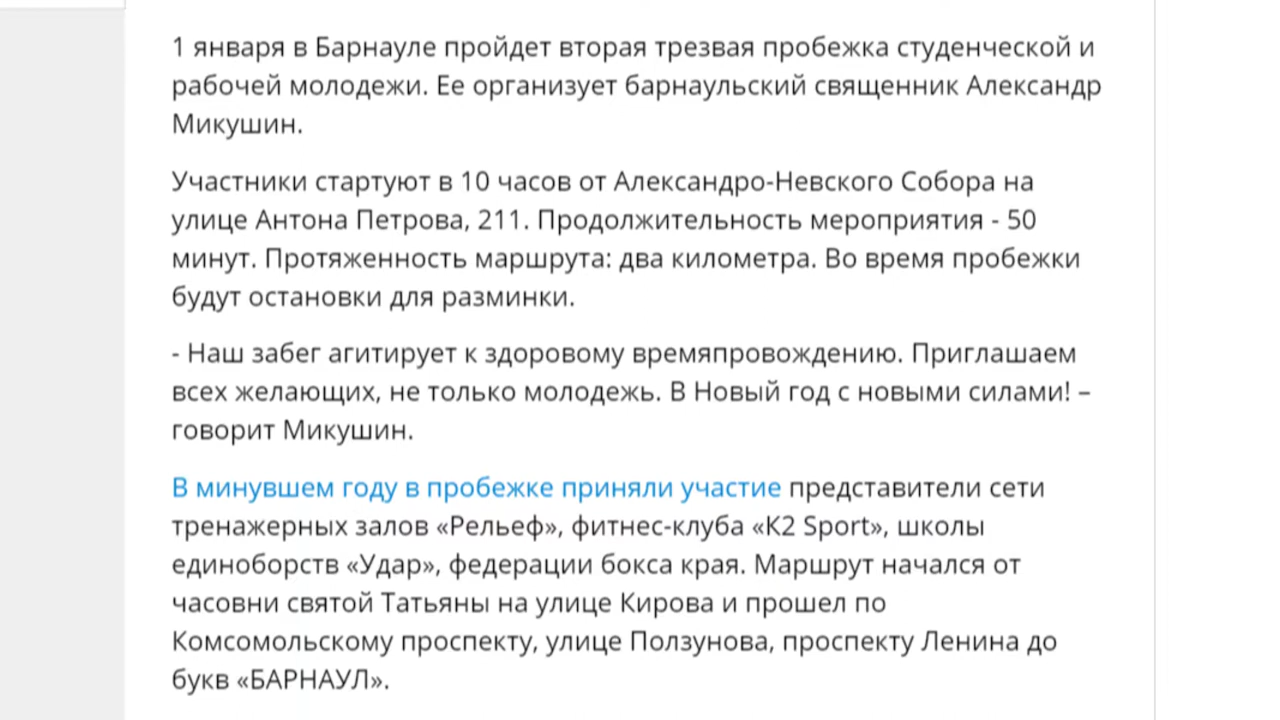 1 января в Барнауле пройдет вторая трезвая пробежка студенческой и
рабочей молодежи. Ее организует барнаульский священник Александр
Микушин.
Участники стартуют в 10 часов от Александро-Невского Собора на
улице Антона Петрова, 211. Продолжительность мероприятия - 50
минут. Протяженность маршрута: два километра. Во время пробежки
будут остановки для разминки.
- Наш забег агитирует к здоровому времяпровождению. Приглашаем
всех желающих, не только молодежь. В Новый год с новыми силами! –
говорит Микушин.
В минувшем году в пробежке приняли участие представители сети
тренажерных залов «Рельеф», фитнес-клуба «К2 Sport», школы
единоборств «Удар», федерации бокса края. Маршрут начался от
часовни святой Татьяны на улице Кирова и прошел по
Комсомольскому проспекту, улице Ползунова, проспекту Ленина до
букв «БАРНАУЛ».